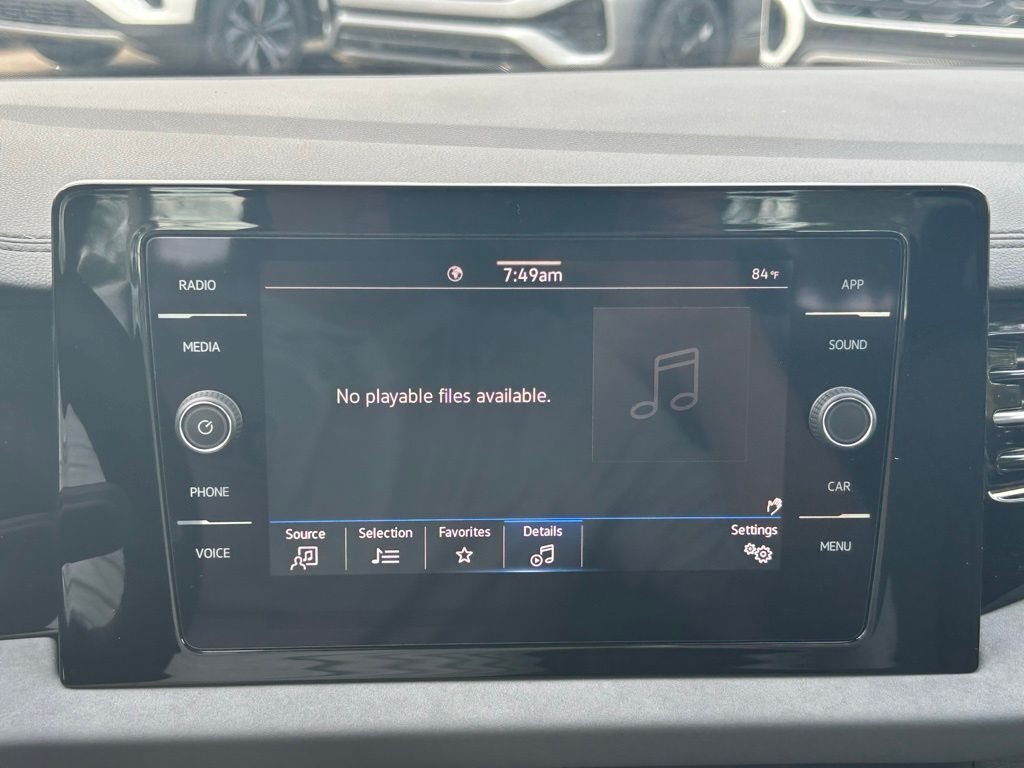 7:49am
84°F
RADIO
MEDIA
PHONE
VOICE
No playable files available.
Source
Selection
Favorites
Details
Settings
APP
SOUND
CAR
MENU